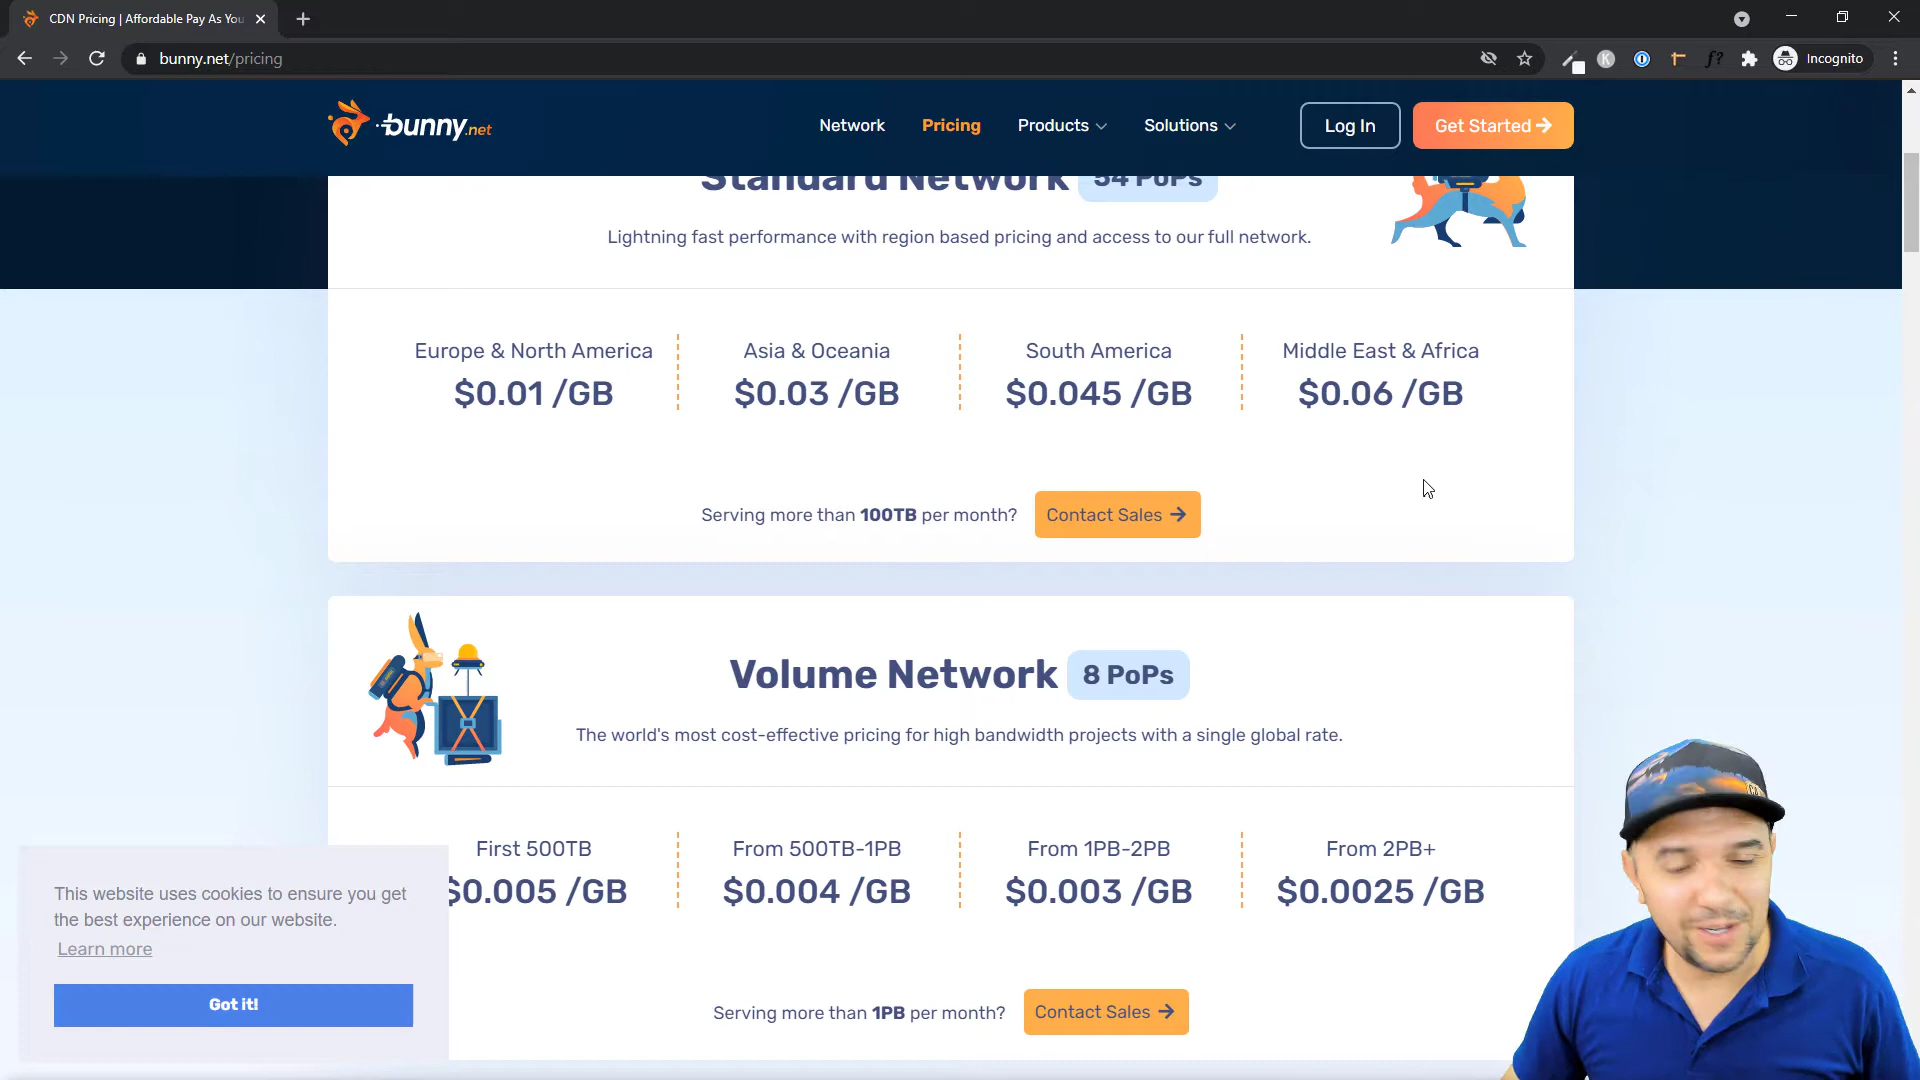 CDN Pricing | Affordable Pay As You
bunny.net/pricing
Incognito
bunny.net
Network
Pricing
Products
Solutions
Log In
Get Started
Standard Network 54 PoPs
Lightning fast performance with region based pricing and access to our full network.
Europe & North America
$0.01 /GB
Asia & Oceania
$0.03 /GB
South America
$0.045 /GB
Middle East & Africa
$0.06 /GB
Serving more than 100TB per month?
Contact Sales
Volume Network 8 PoPs
The world's most cost-effective pricing for high bandwidth projects with a single global rate.
First 500TB
$0.005 /GB
From 500TB-1PB
$0.004 /GB
From 1PB-2PB
$0.003 /GB
From 2PB+
$0.0025 /GB
Serving more than 1PB per month?
Contact Sales
This website uses cookies to ensure you get
the best experience on our website.
Learn more
Got it!